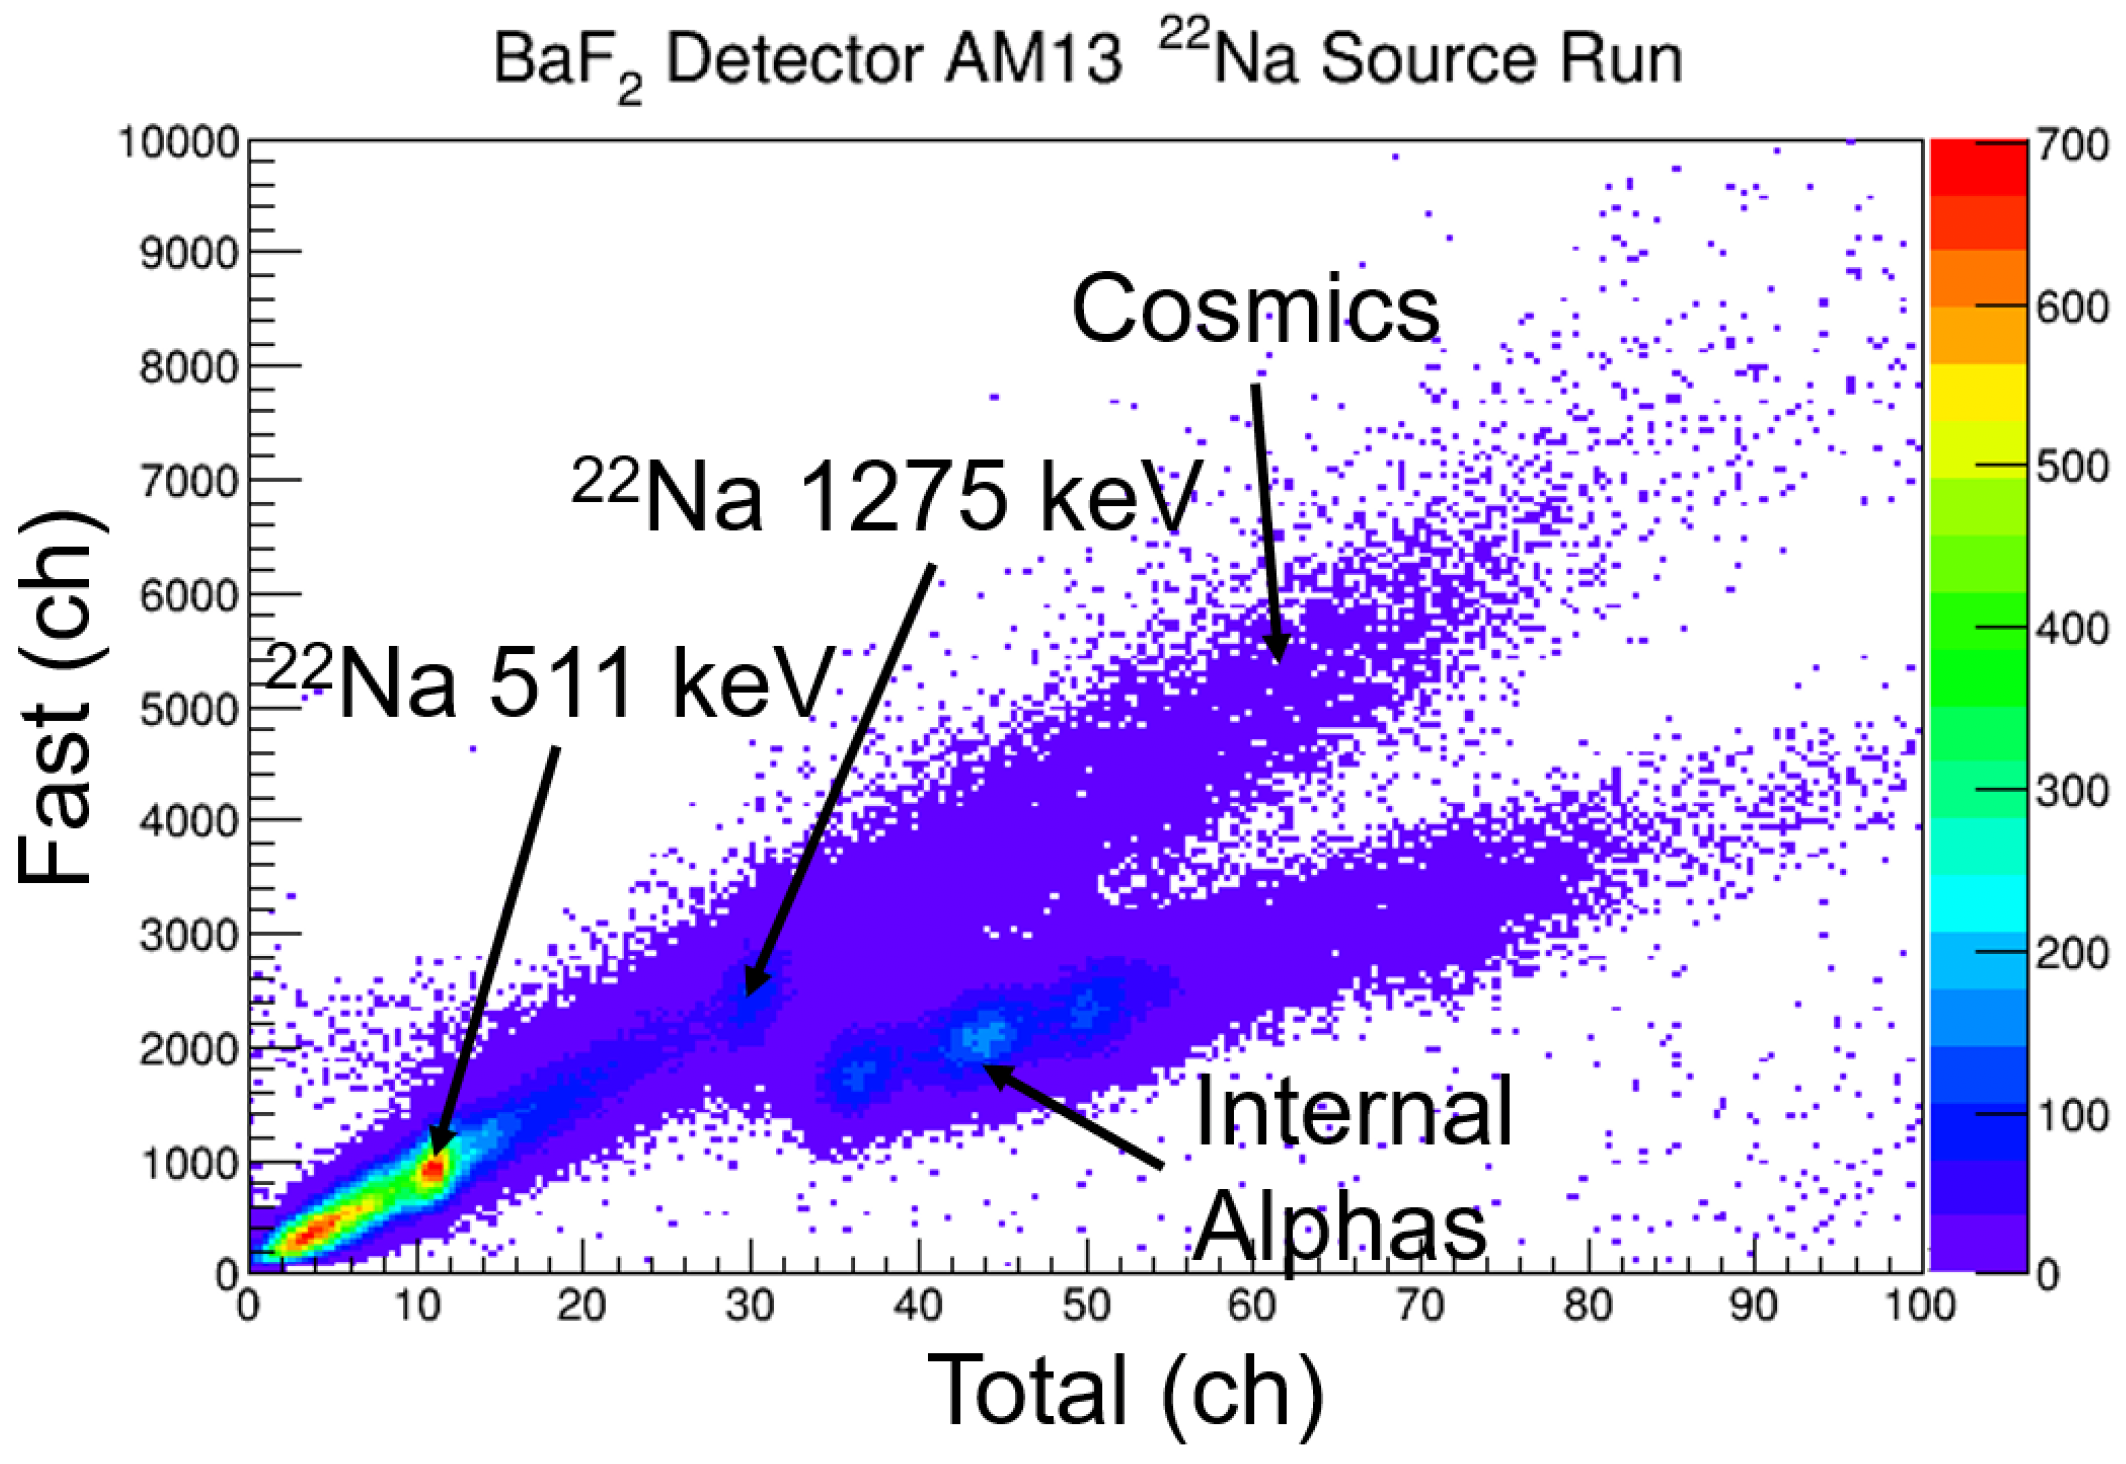 BaF₂ Detector AM13 ²²Na Source Run
10000
9000
8000
7000
6000
5000
4000
3000
2000
1000
0
Fast (ch)
Cosmics
²²Na 1275 keV
²²Na 511 keV
Internal
Alphas
0 10 20 30 40 50 60 70 80 90 100
Total (ch)
700
600
500
400
300
200
100
0